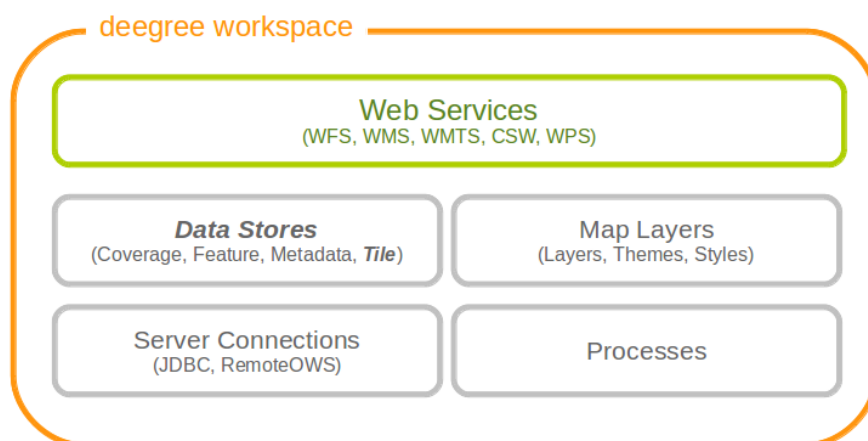 deegree workspace
Web Services
(WFS, WMS, WMTS, CSW, WPS)
Data Stores
(Coverage, Feature, Metadata, Tile)
Map Layers
(Layers, Themes, Styles)
Server Connections
(JDBC, RemoteOWS)
Processes